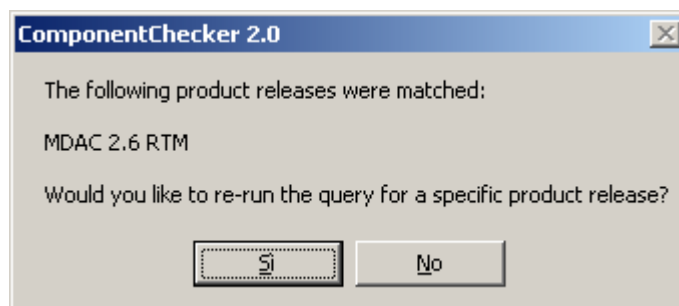 ComponentChecker 2.0
The following product releases were matched:
MDAC 2.6 RTM
Would you like to re-run the query for a specific product release?
Sì
No